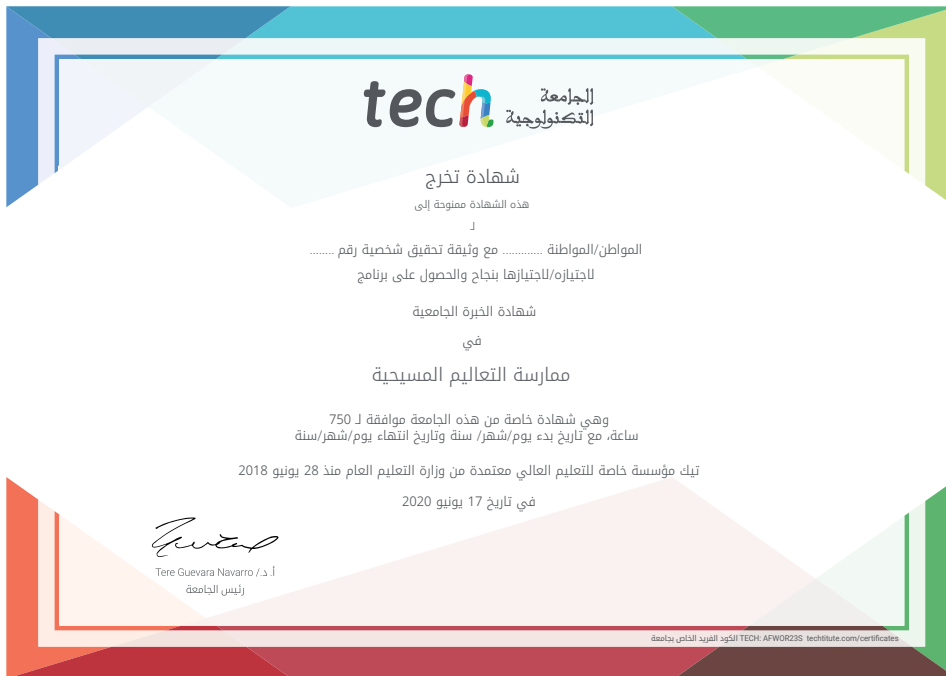 tech الجامعة
التكنولوجية
شهادة تخرج
هذه الشهادة ممنوحة إلى
لـ
المواطن/المواطنة ............. مع وثيقة تحقيق شخصية رقم ........
لاجتيازه/لاجتيازها بنجاح والحصول على برنامج
شهادة الخبرة الجامعية
في
ممارسة التعاليم المسيحية
وهي شهادة خاصة من هذه الجامعة موافقة لـ 750
ساعة، مع تاريخ بدء يوم/شهر/ سنة وتاريخ انتهاء يوم/شهر/سنة
تيك مؤسسة خاصة للتعليم العالي معتمدة من وزارة التعليم العام منذ 28 يونيو 2018
في تاريخ 17 يونيو 2020
أ. د./ Tere Guevara Navarro
رئيس الجامعة
الكود الفريد الخاص بجامعة TECH: AFWOR23S techtitute.com/certificates